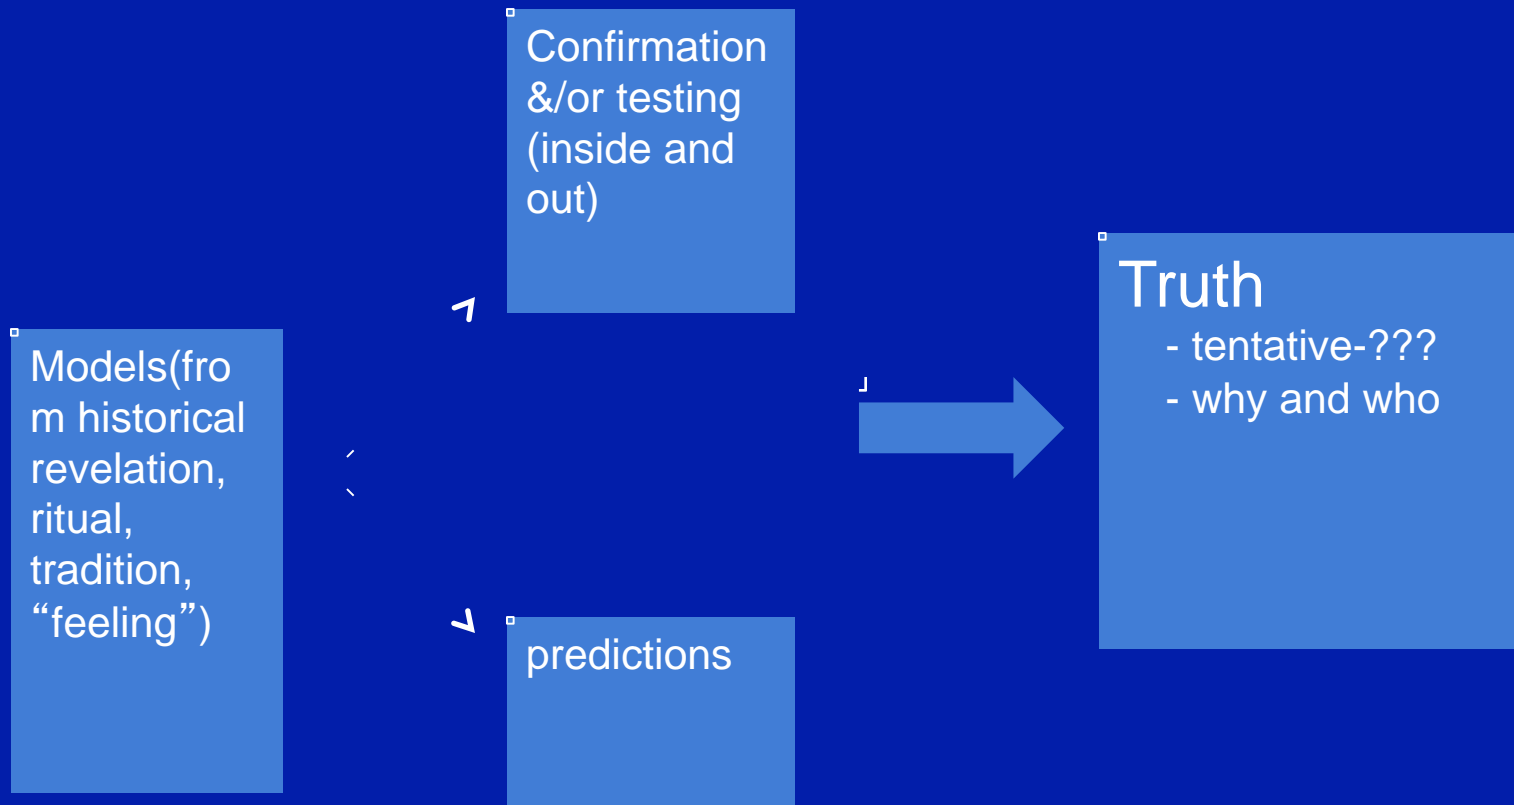 Confirmation
&/or testing
(inside and
out)
Models(fro
m historical
revelation,
ritual,
tradition,
“feeling”)
predictions
Truth
- tentative-???
- why and who